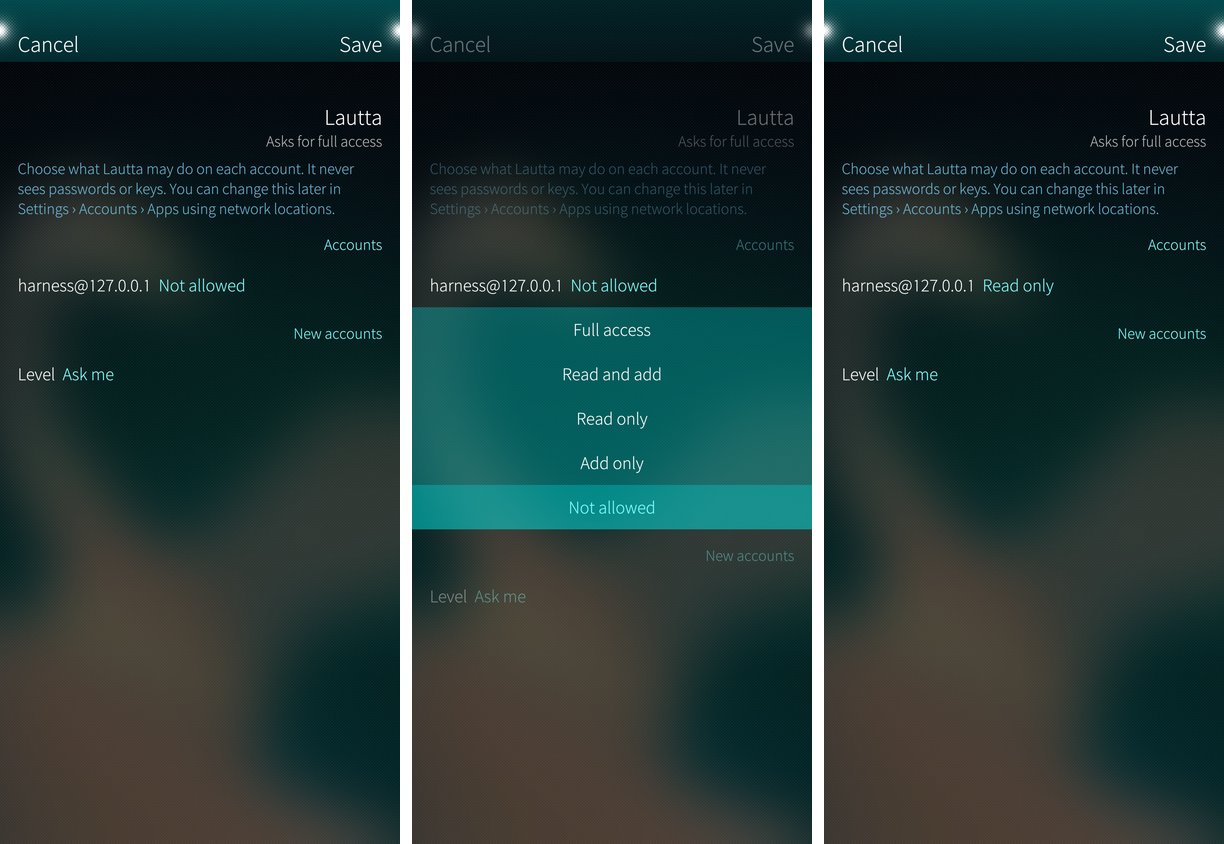 Cancel Save
Lautta
Asks for full access
Choose what Lautta may do on each account. It never
sees passwords or keys. You can change this later in
Settings › Accounts › Apps using network locations.
Accounts
harness@127.0.0.1 Not allowed
New accounts
Level Ask me
Cancel Save
Lautta
Asks for full access
Choose what Lautta may do on each account. It never
sees passwords or keys. You can change this later in
Settings › Accounts › Apps using network locations.
Accounts
harness@127.0.0.1 Not allowed
Full access
Read and add
Read only
Add only
Not allowed
New accounts
Level Ask me
Cancel Save
Lautta
Asks for full access
Choose what Lautta may do on each account. It never
sees passwords or keys. You can change this later in
Settings › Accounts › Apps using network locations.
Accounts
harness@127.0.0.1 Read only
New accounts
Level Ask me